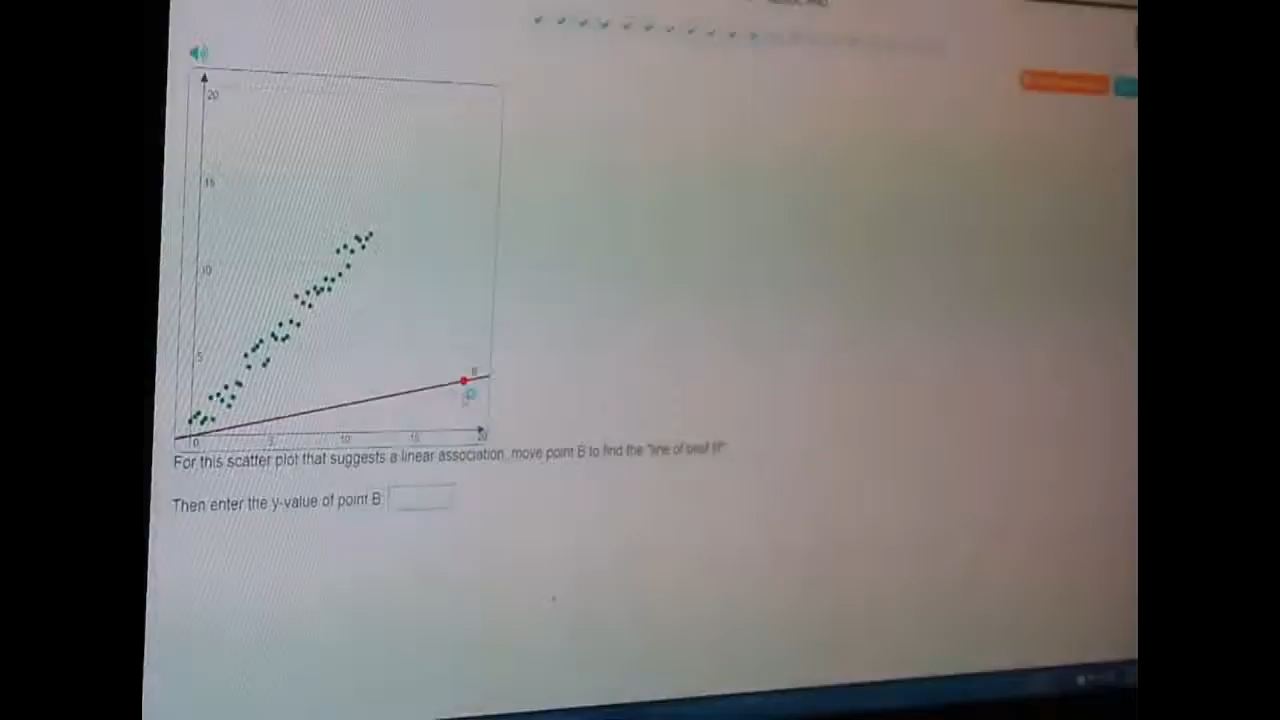 20
15
10
5
B
0 5 10 15 20
For this scatter plot that suggests a linear association, move point B to find the "line of best fit"
Then enter the y-value of point B: